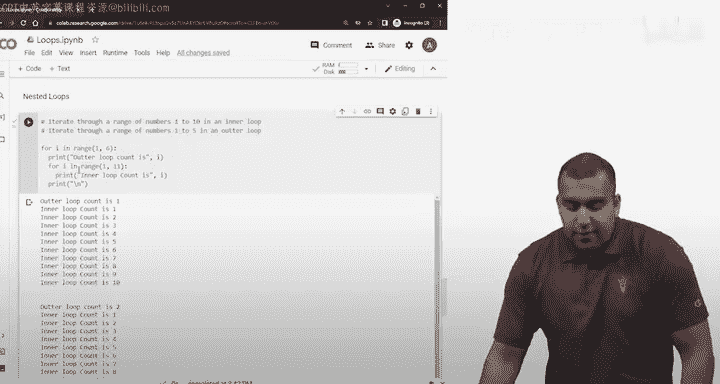 Loops.ipynb
Comment
Share
A
File Edit View Insert Runtime Tools Help All changes saved
+ Code + Text
RAM
Disk
Editing
Nested Loops
# Iterate through a range of numbers 1 to 10 in an inner loop
# Iterate through a range of numbers 1 to 5 in an outer loop
for i in range(1, 6):
print("Outter loop count is", i)
for i in range(1, 11):
print("Inner loop Count is", i)
print("\n")
Outter loop count is 1
Inner loop Count is 1
Inner loop Count is 2
Inner loop Count is 3
Inner loop Count is 4
Inner loop Count is 5
Inner loop Count is 6
Inner loop Count is 7
Inner loop Count is 8
Inner loop Count is 9
Inner loop Count is 10
Outter loop count is 2
Inner loop Count is 1
Inner loop Count is 2
Inner loop Count is 3
Inner loop Count is 4
Inner loop Count is 5
Inner loop Count is 6
Inner loop Count is 7
Inner loop Count is 8